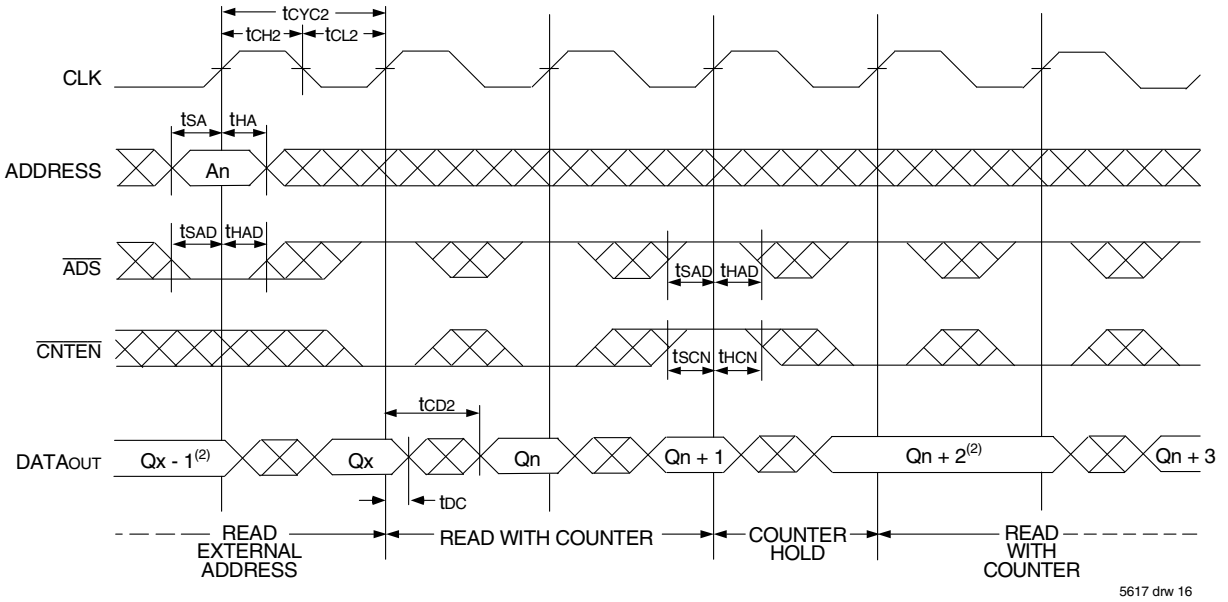 tCYC2
tCH2 tCL2
CLK
tSA tHA
ADDRESS An
tSAD tHAD
ADS
tSAD tHAD
CNTEN
tSCN tHCN
tCD2
DATAOUT Qx - 1(2) Qx Qn Qn + 1 Qn + 2(2) Qn + 3
tDC
READ EXTERNAL ADDRESS
READ WITH COUNTER
COUNTER HOLD
READ WITH COUNTER
5617 drw 16